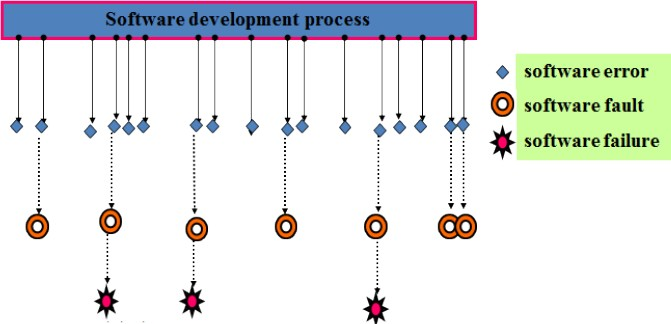 Software development process
software error
software fault
software failure